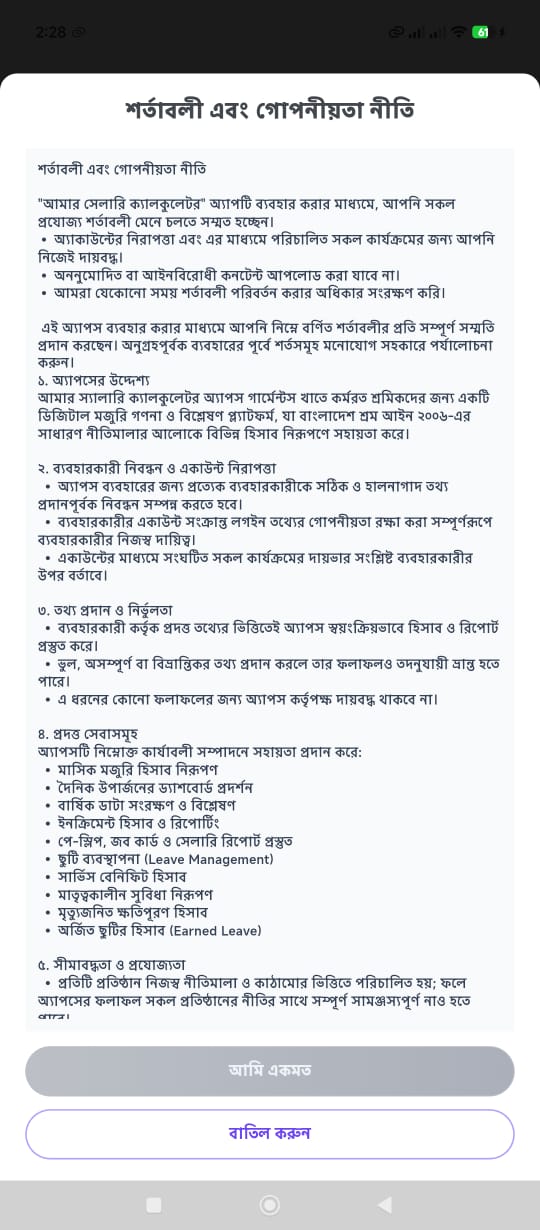 2:28
61
শর্তাবলী এবং গোপনীয়তা নীতি
শর্তাবলী এবং গোপনীয়তা নীতি
"আমার সেলারি ক্যালকুলেটর" অ্যাপটি ব্যবহার করার মাধ্যমে, আপনি সকল
প্রযোজ্য শর্তাবলী মেনে চলতে সম্মত হচ্ছেন।
• অ্যাকাউন্টের নিরাপত্তা এবং এর মাধ্যমে পরিচালিত সকল কার্যক্রমের জন্য আপনি
নিজেই দায়বদ্ধ।
• অননুমোদিত বা আইনবিরোধী কনটেন্ট আপলোড করা যাবে না।
• আমরা যেকোনো সময় শর্তাবলী পরিবর্তন করার অধিকার সংরক্ষণ করি।
এই অ্যাপস ব্যবহার করার মাধ্যমে আপনি নিম্নে বর্ণিত শর্তাবলীর প্রতি সম্পূর্ণ সম্মতি
প্রদান করছেন। অনুগ্রহপূর্বক ব্যবহারের পূর্বে শর্তসমূহ মনোযোগ সহকারে পর্যালোচনা
করুন।
১. অ্যাপসের উদ্দেশ্য
আমার স্যালারি ক্যালকুলেটর অ্যাপস গার্মেন্টস খাতে কর্মরত শ্রমিকদের জন্য একটি
ডিজিটাল মজুরি গণনা ও বিশ্লেষণ প্ল্যাটফর্ম, যা বাংলাদেশ শ্রম আইন ২০০৬-এর
সাধারণ নীতিমালার আলোকে বিভিন্ন হিসাব নিরূপণে সহায়তা করে।
২. ব্যবহারকারী নিবন্ধন ও একাউন্ট নিরাপত্তা
• অ্যাপস ব্যবহারের জন্য প্রত্যেক ব্যবহারকারীকে সঠিক ও হালনাগাদ তথ্য
প্রদানপূর্বক নিবন্ধন সম্পন্ন করতে হবে।
• ব্যবহারকারীর একাউন্ট সংক্রান্ত লগইন তথ্যের গোপনীয়তা রক্ষা করা সম্পূর্ণরূপে
ব্যবহারকারীর নিজস্ব দায়িত্ব।
• একাউন্টের মাধ্যমে সংঘটিত সকল কার্যক্রমের দায়ভার সংশ্লিষ্ট ব্যবহারকারীর
উপর বর্তাবে।
৩. তথ্য প্রদান ও নির্ভুলতা
• ব্যবহারকারী কর্তৃক প্রদত্ত তথ্যের ভিত্তিতেই অ্যাপস স্বয়ংক্রিয়ভাবে হিসাব ও রিপোর্ট
প্রস্তুত করে।
• ভুল, অসম্পূর্ণ বা বিভ্রান্তিকর তথ্য প্রদান করলে তার ফলাফলও তদনুযায়ী ভ্রান্ত হতে
পারে।
• এ ধরনের কোনো ফলাফলের জন্য অ্যাপস কর্তৃপক্ষ দায়বদ্ধ থাকবে না।
৪. প্রদত্ত সেবাসমূহ
অ্যাপসটি নিম্নোক্ত কার্যাবলী সম্পাদনে সহায়তা প্রদান করে:
• মাসিক মজুরি হিসাব নিরূপণ
• দৈনিক উপার্জনের ড্যাশবোর্ড প্রদর্শন
• বার্ষিক ডাটা সংরক্ষণ ও বিশ্লেষণ
• ইনক্রিমেন্ট হিসাব ও রিপোর্টিং
• পে-স্লিপ, জব কার্ড ও সেলারি রিপোর্ট প্রস্তুত
• ছুটি ব্যবস্থাপনা (Leave Management)
• সার্ভিস বেনিফিট হিসাব
• মাতৃত্বকালীন সুবিধা নিরূপণ
• মৃত্যুজনিত ক্ষতিপূরণ হিসাব
• অর্জিত ছুটির হিসাব (Earned Leave)
৫. সীমাবদ্ধতা ও প্রযোজ্যতা
• প্রতিটি প্রতিষ্ঠান নিজস্ব নীতিমালা ও কাঠামোর ভিত্তিতে পরিচালিত হয়; ফলে
অ্যাপসের ফলাফল সকল প্রতিষ্ঠানের নীতির সাথে সম্পূর্ণ সামঞ্জস্যপূর্ণ নাও হতে
আমি একমত
বাতিল করুন